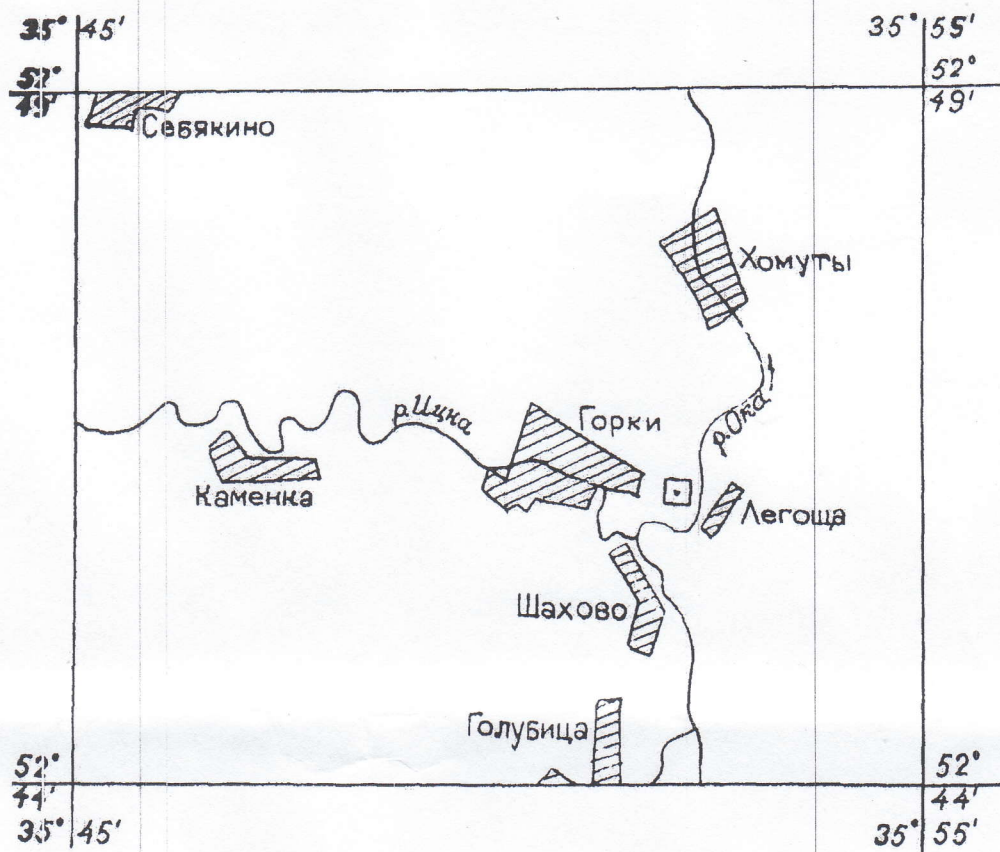 35° 45'
35° 55'
52°
49'
52°
49'
Себякино
Хомуты
р.Ицка
Горки
р.Ока
Каменка
Легоща
Шахово
Голубица
52°
44'
52°
44'
35° 45'
35° 55'